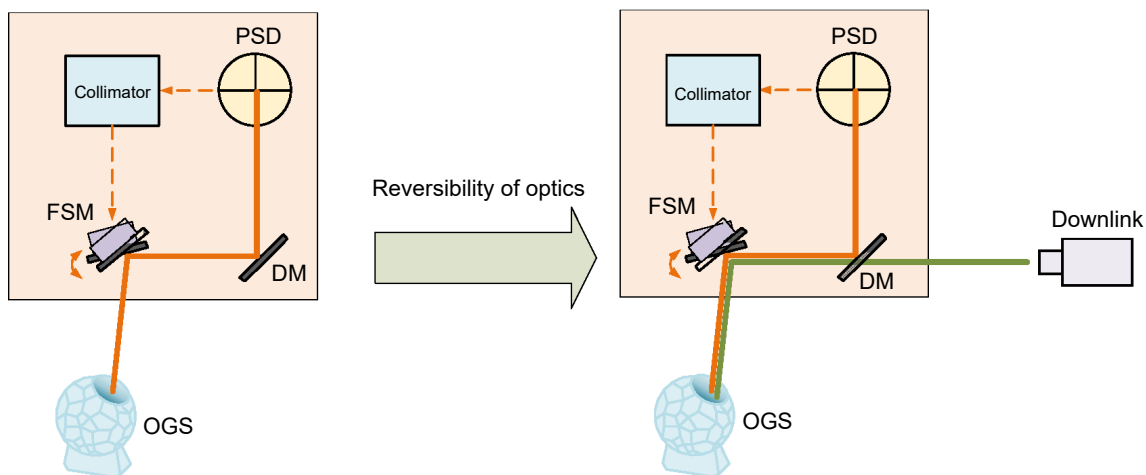 PSD
Collimator
FSM
DM
OGS
Reversibility of optics
PSD
Collimator
FSM
DM
Downlink
OGS